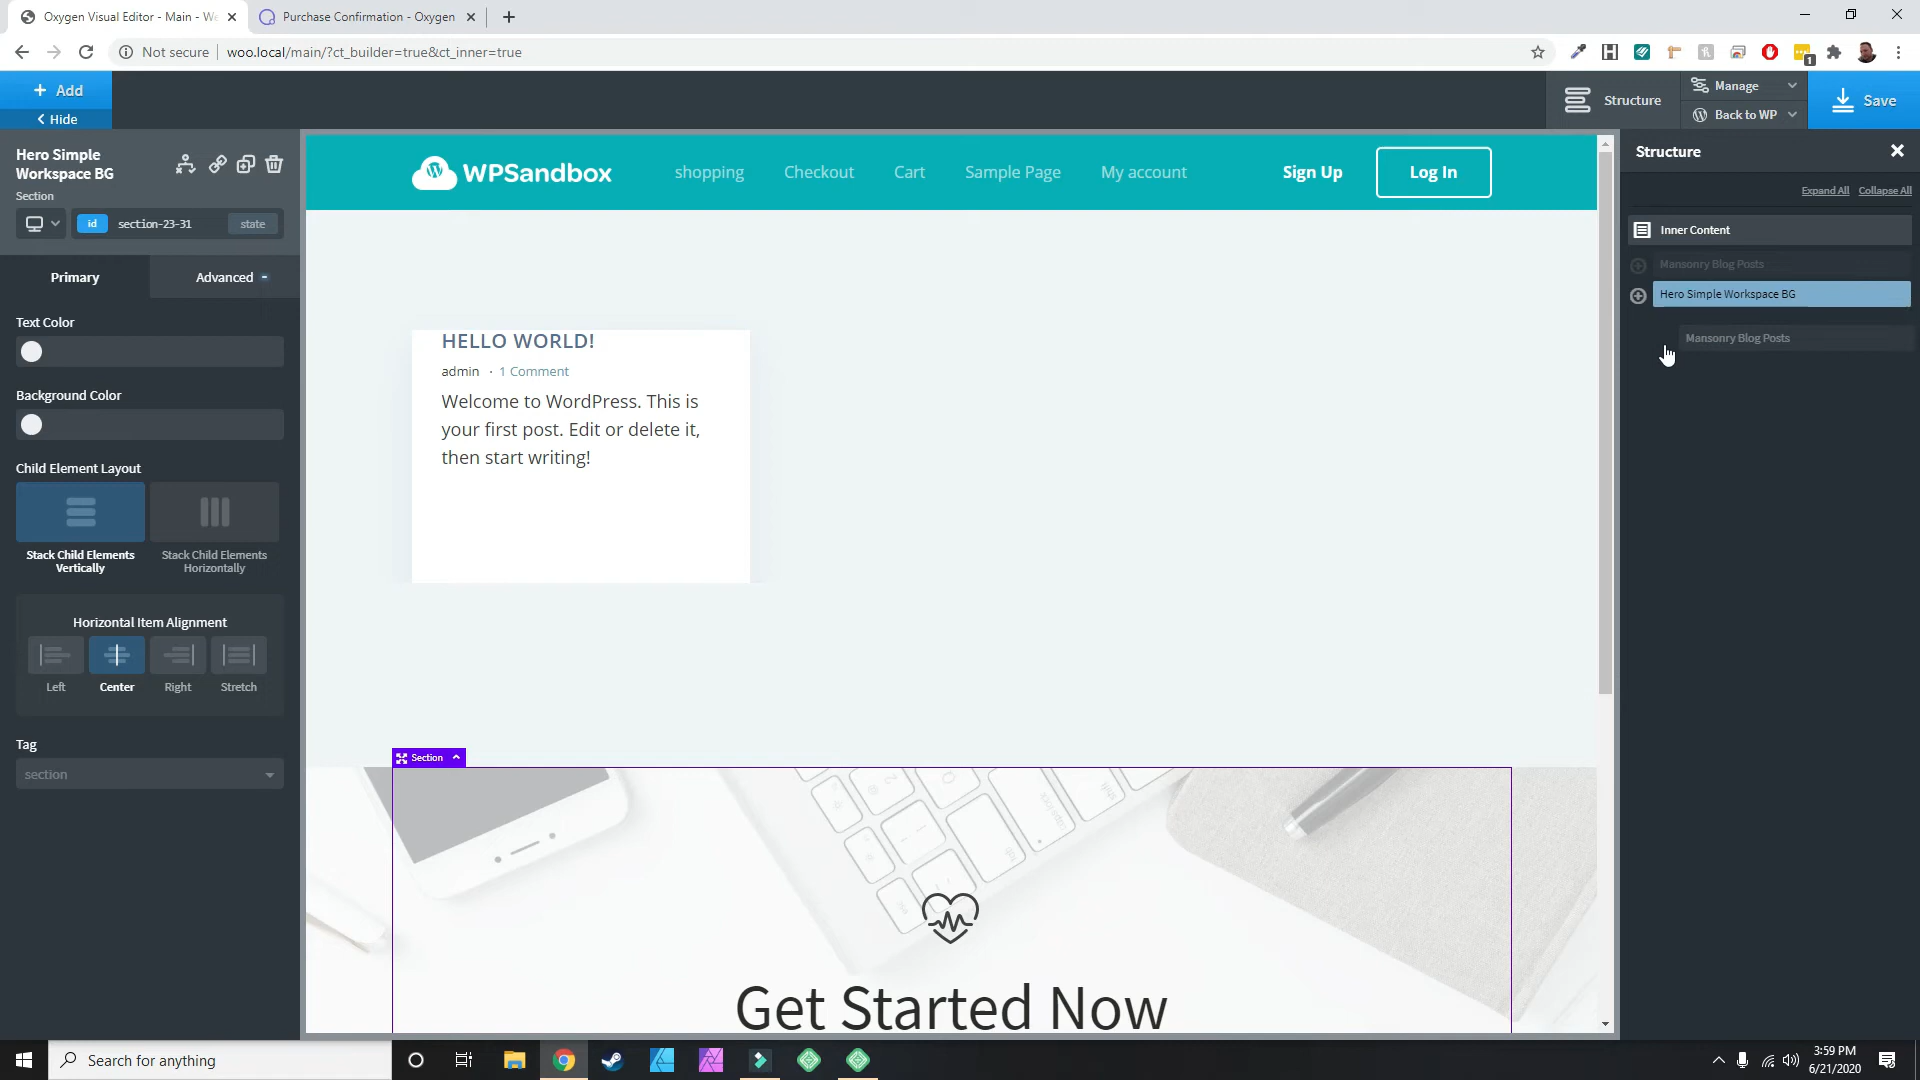 Oxygen Visual Editor - Main - We
Purchase Confirmation - Oxygen
Not secure
woo.local/main/?ct_builder=true&ct_inner=true
1
+ Add
Hide
Structure
Manage
Back to WP
Save
Hero Simple
Workspace BG
Section
id
section-23-31
state
Primary
Advanced
Text Color
Background Color
Child Element Layout
Stack Child Elements
Vertically
Stack Child Elements
Horizontally
Horizontal Item Alignment
Left
Center
Right
Stretch
Tag
section
WPSandbox
shopping
Checkout
Cart
Sample Page
My account
Sign Up
Log In
HELLO WORLD!
admin · 1 Comment
Welcome to WordPress. This is
your first post. Edit or delete it,
then start writing!
Section
Get Started Now
Structure
Expand All
Collapse All
Inner Content
Mansonry Blog Posts
Hero Simple Workspace BG
Mansonry Blog Posts
Search for anything
3:59 PM
6/21/2020